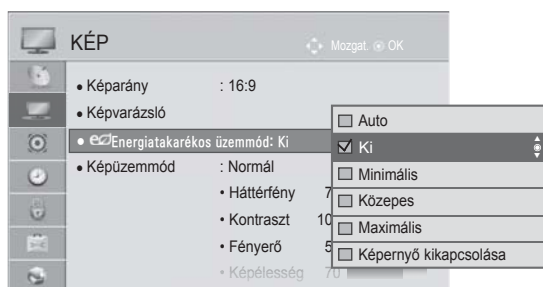 KÉP
Mozgat. OK
• Képarány : 16:9
• Képvarázsló
• Energiatakarékos üzemmód: Ki
• Képüzemmód : Normál
• Háttérfény 7
• Kontraszt 10
• Fényerő 5
• Képélesség 70
Auto
Ki
Minimális
Közepes
Maximális
Képernyő kikapcsolása